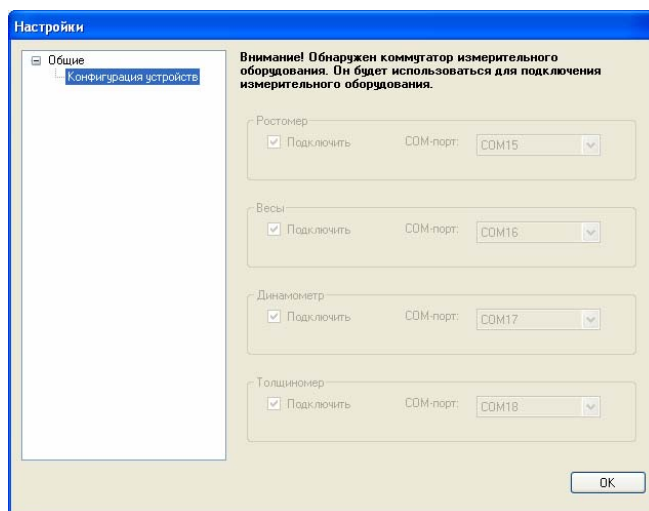 Настройки
Общие
Конфигурация устройств
Внимание! Обнаружен коммутатор измерительного
оборудования. Он будет использоваться для подключения
измерительного оборудования.
Ростомер
Подключить COM-порт: COM15
Весы
Подключить COM-порт: COM16
Динамометр
Подключить COM-порт: COM17
Толщиномер
Подключить COM-порт: COM18
OK